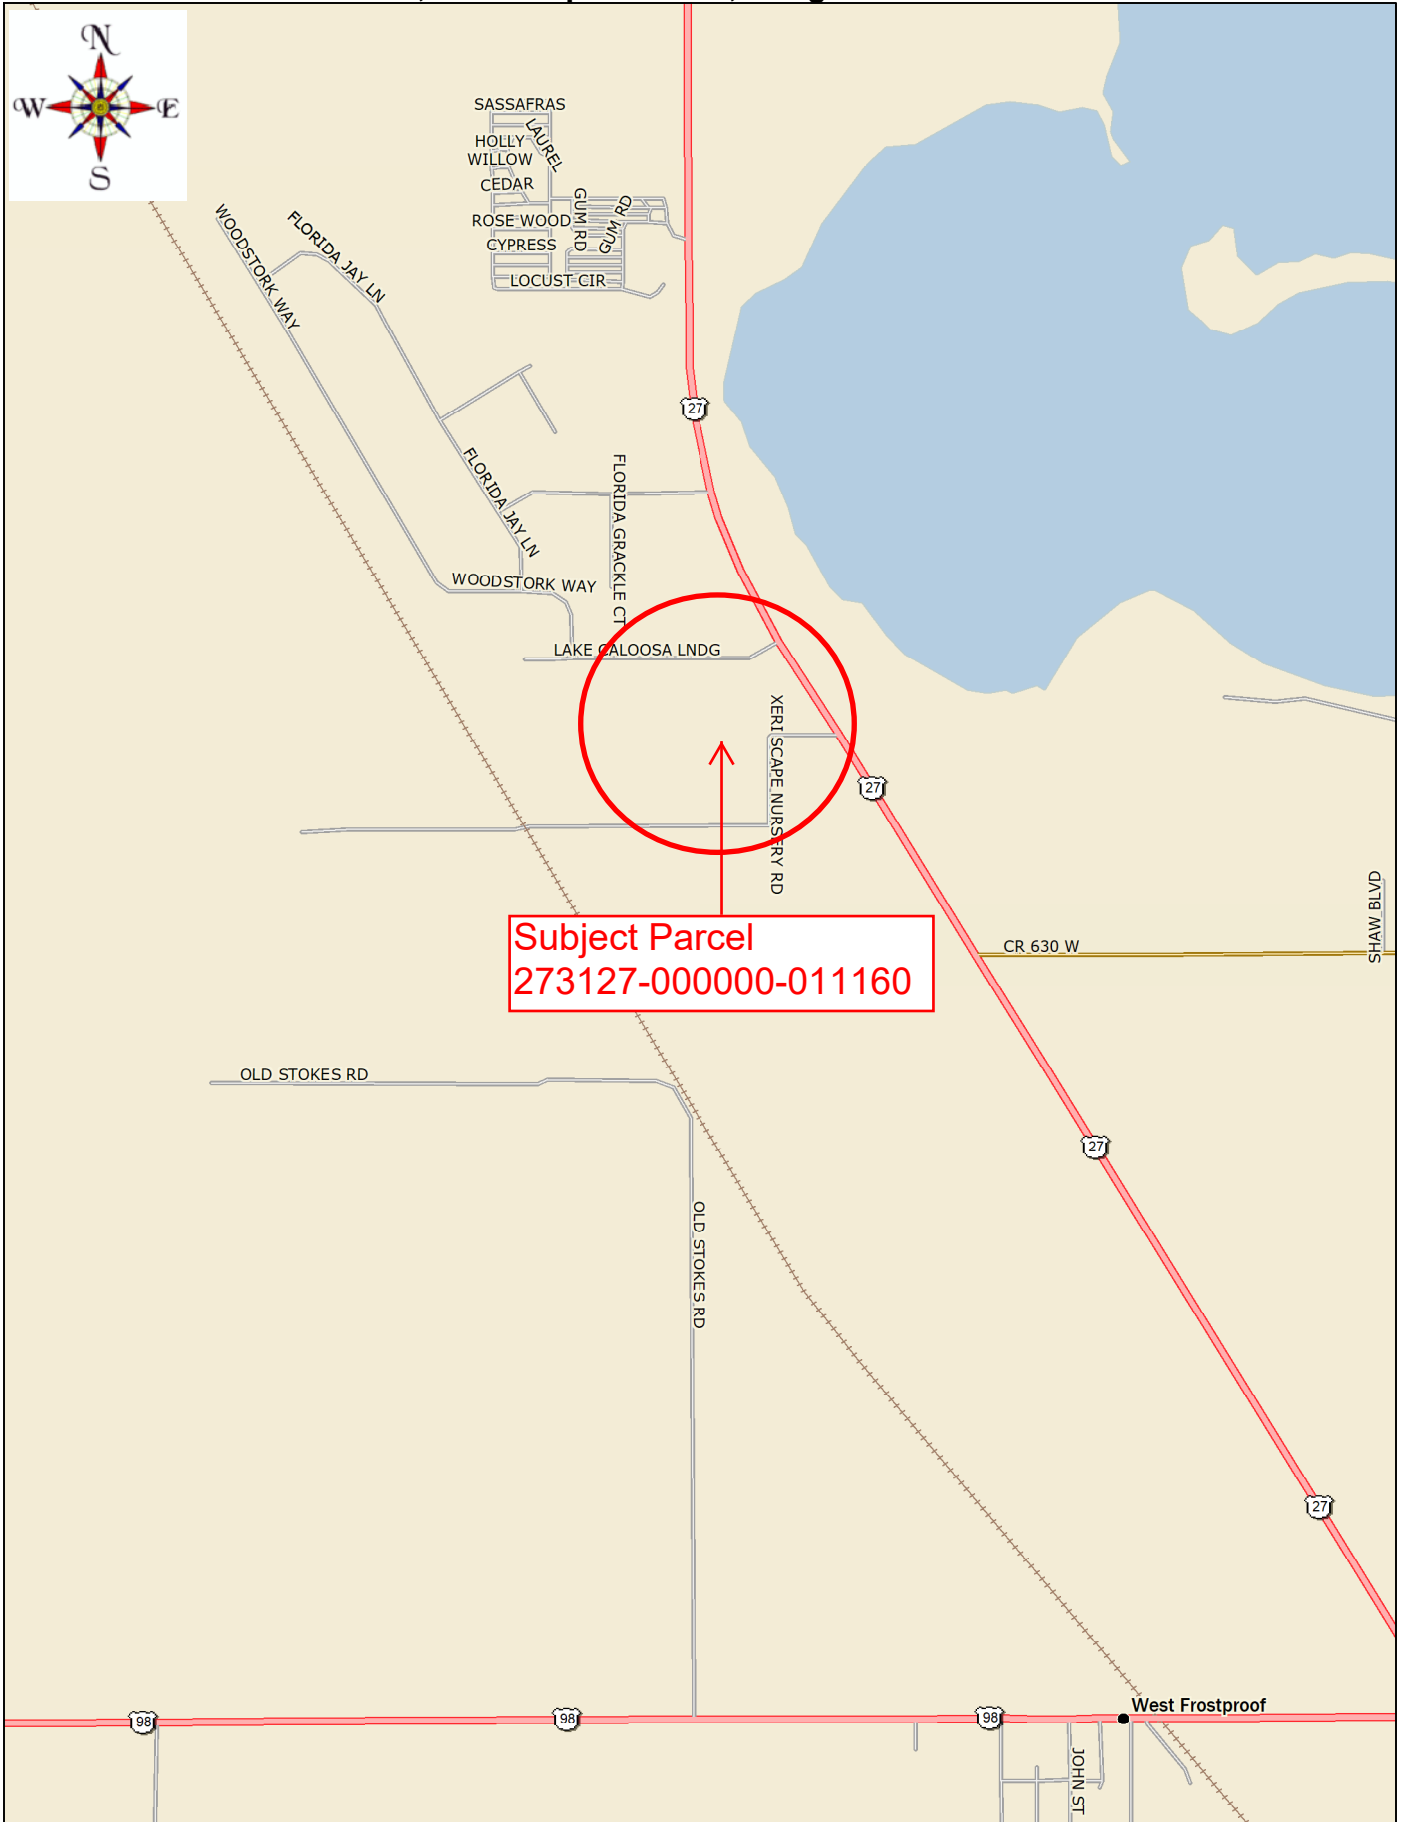 N
W E
S
SASSAFRAS
LAUREL
HOLLY
WILLOW
CEDAR
GUM RD
GUM RD
ROSE WOOD
CYPRESS
LOCUST CIR
WOODSTORK WAY
FLORIDA JAY LN
27
FLORIDA JAY LN
FLORIDA GRACKLE CT
WOODSTORK WAY
LAKE CALOOSA LNDG
XERISCAPE NURSERY RD
27
SHAW BLVD
Subject Parcel
273127-000000-011160
CR 630 W
OLD STOKES RD
27
OLD STOKES RD
27
West Frostproof
98
98
98
JOHN ST